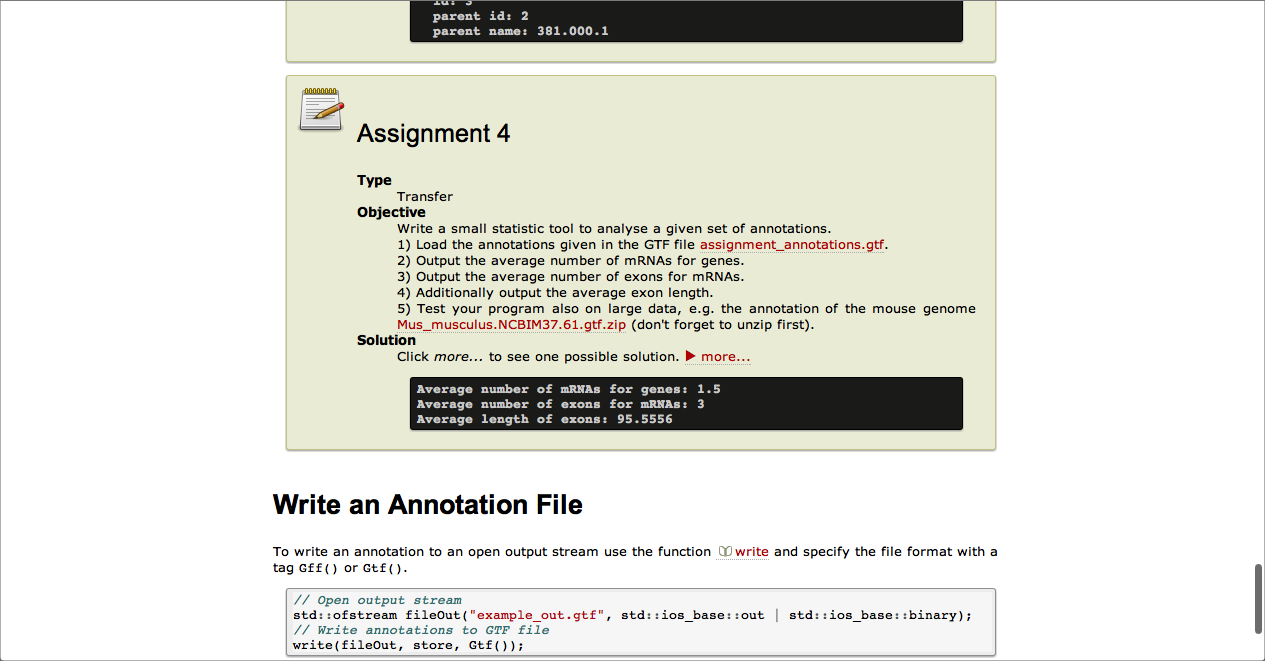 id: 3
parent id: 2
parent name: 381.000.1
Assignment 4
Type
Transfer
Objective
Write a small statistic tool to analyse a given set of annotations.
1) Load the annotations given in the GTF file assignment_annotations.gtf.
2) Output the average number of mRNAs for genes.
3) Output the average number of exons for mRNAs.
4) Additionally output the average exon length.
5) Test your program also on large data, e.g. the annotation of the mouse genome
Mus_musculus.NCBIM37.61.gtf.zip (don't forget to unzip first).
Solution
Click more... to see one possible solution. ▶ more...
Average number of mRNAs for genes: 1.5
Average number of exons for mRNAs: 3
Average length of exons: 95.5556
Write an Annotation File
To write an annotation to an open output stream use the function write and specify the file format with a
tag Gff() or Gtf().
// Open output stream
std::ofstream fileOut("example_out.gtf", std::ios_base::out | std::ios_base::binary);
// Write annotations to GTF file
write(fileOut, store, Gtf());